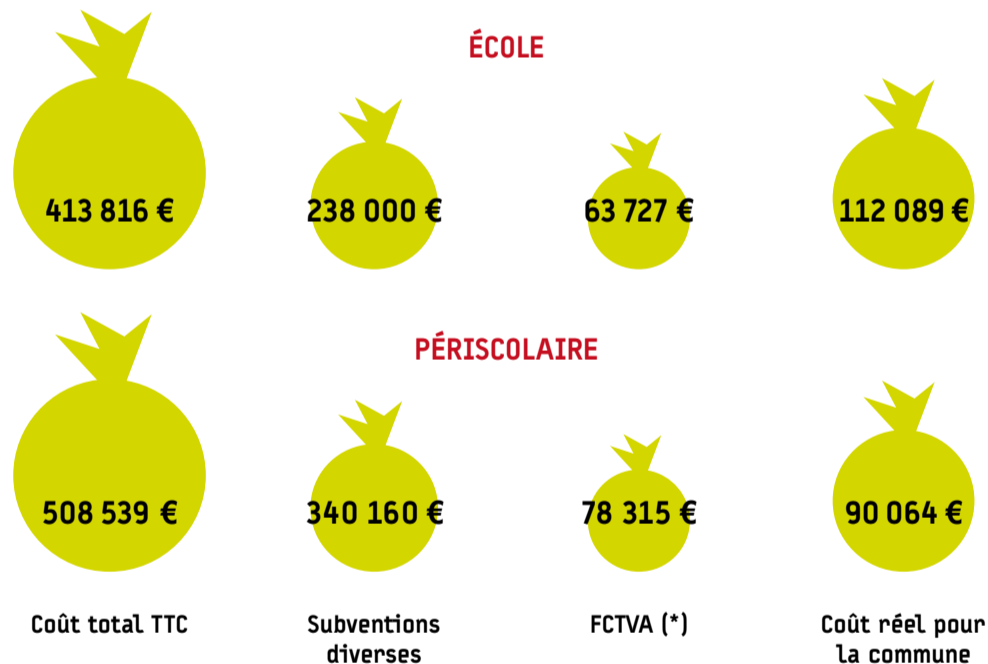 ÉCOLE
413 816 €
238 000 €
63 727 €
112 089 €
PÉRISCOLAIRE
508 539 €
340 160 €
78 315 €
90 064 €
Coût total TTC
Subventions
diverses
FCTVA (*)
Coût réel pour
la commune